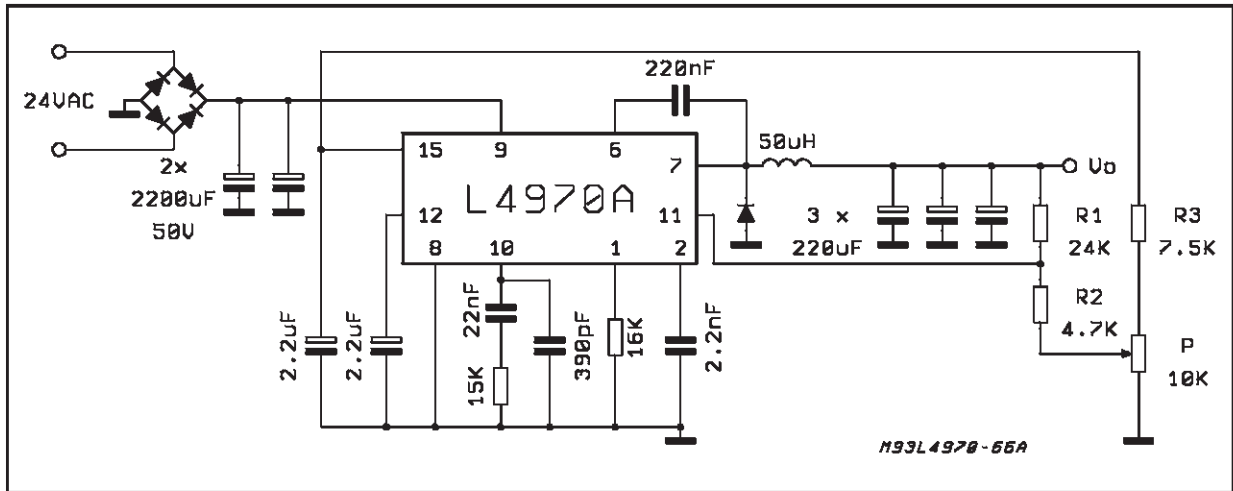 24VAC
2x
2200uF
50V
220nF
15
9
6
7
L4970A
12
11
8
10
1
2
50uH
Vo
3 x
220uF
R1
24K
R3
7.5K
R2
4.7K
P
10K
2.2uF
2.2uF
22nF
15K
390pF
16K
2.2nF
M93L4970-66A